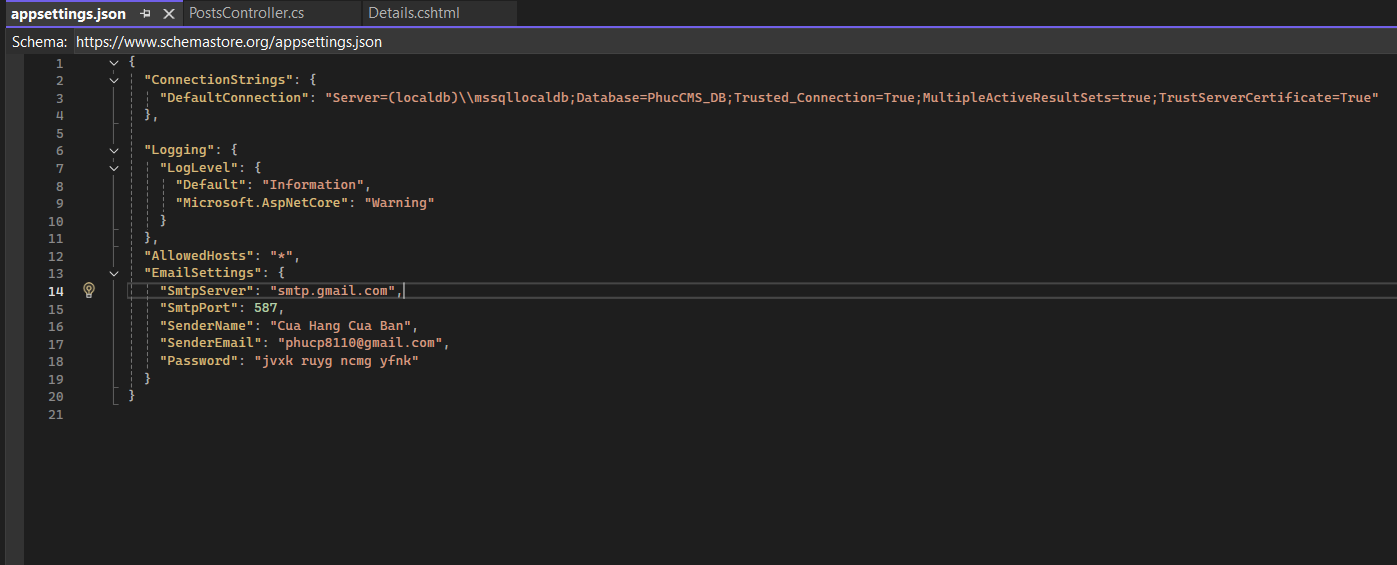 appsettings.json
PostsController.cs
Details.cshtml
Schema: https://www.schemastore.org/appsettings.json
1 {
2 "ConnectionStrings": {
3 "DefaultConnection": "Server=(localdb)\\mssqllocaldb;Database=PhucCMS_DB;Trusted_Connection=True;MultipleActiveResultSets=true;TrustServerCertificate=True"
4 },
5
6 "Logging": {
7 "LogLevel": {
8 "Default": "Information",
9 "Microsoft.AspNetCore": "Warning"
10 }
11 },
12 "AllowedHosts": "*",
13 "EmailSettings": {
14 "SmtpServer": "smtp.gmail.com",
15 "SmtpPort": 587,
16 "SenderName": "Cua Hang Cua Ban",
17 "SenderEmail": "phucp8110@gmail.com",
18 "Password": "jvxk ruyg ncmg yfnk"
19 }
20 }
21